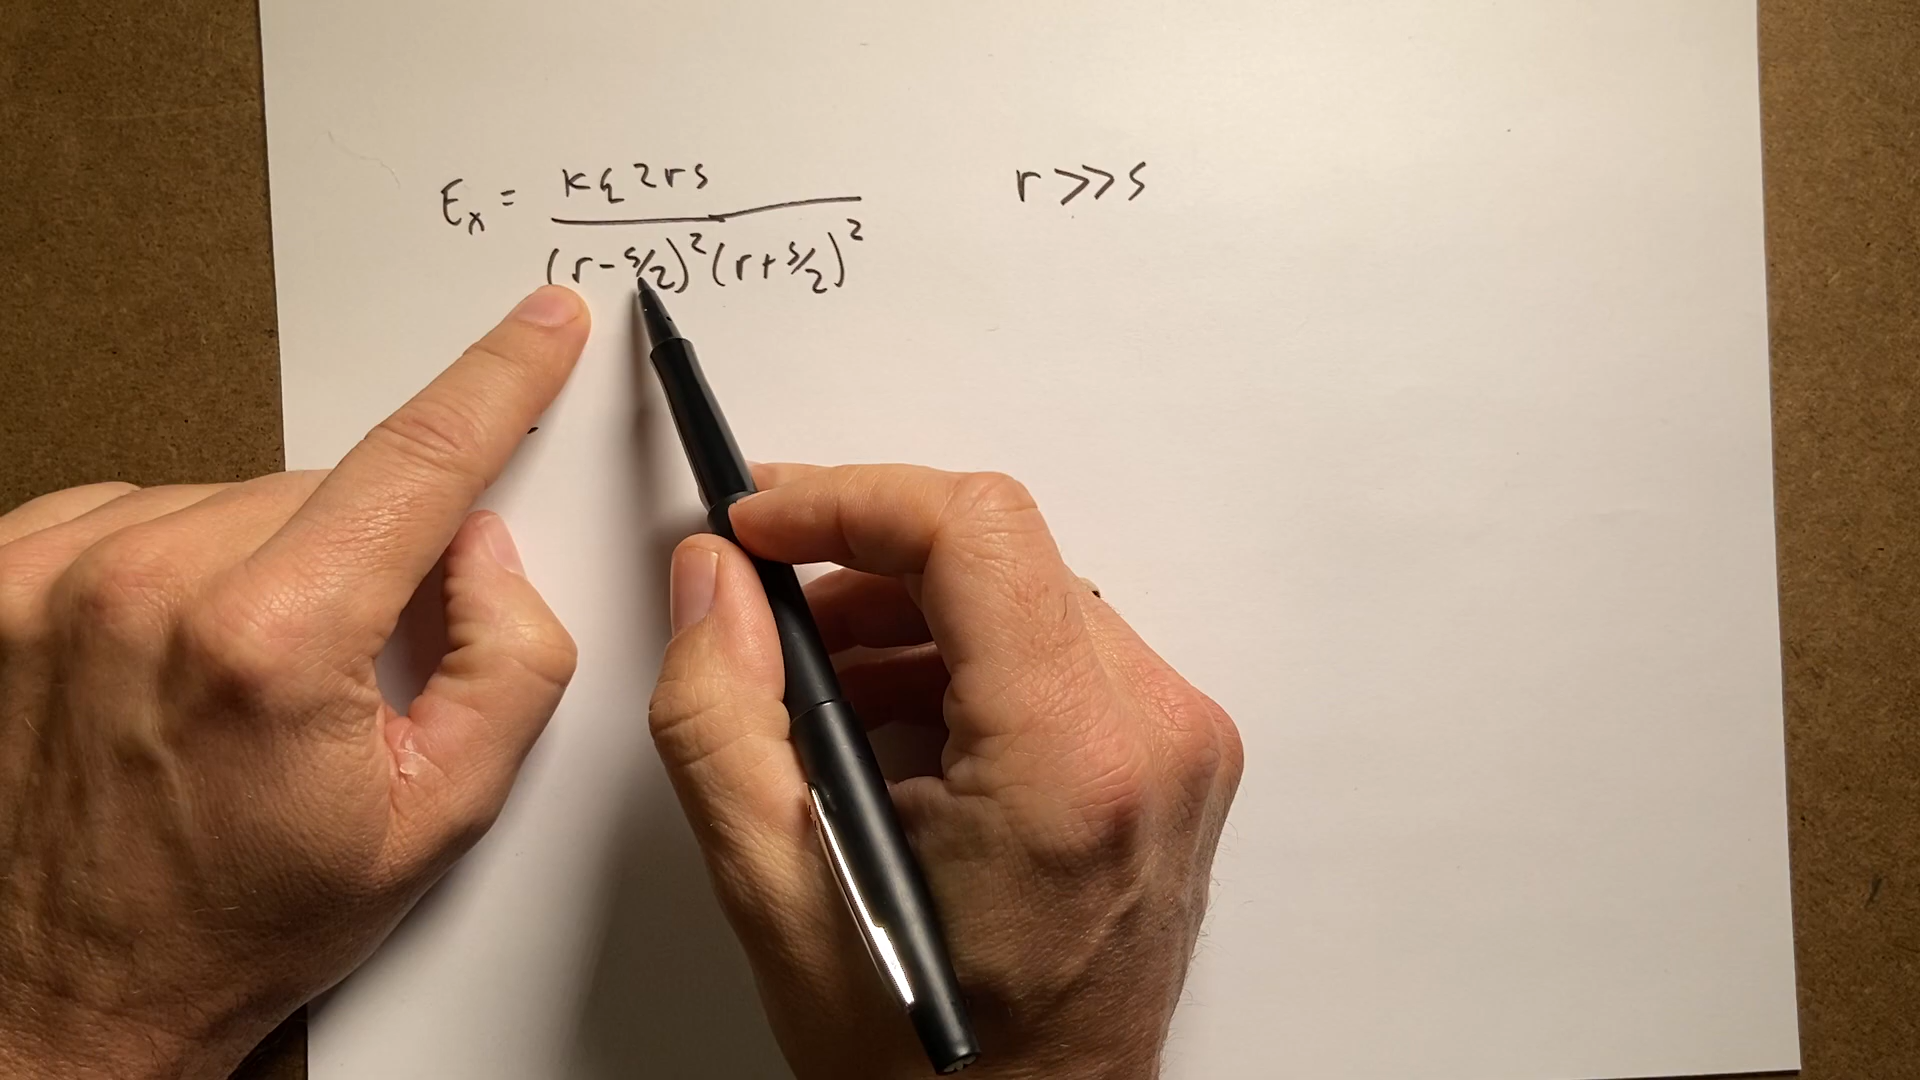 Ex = kq2rs / (r-s/2)²(r+s/2)²
r >> s